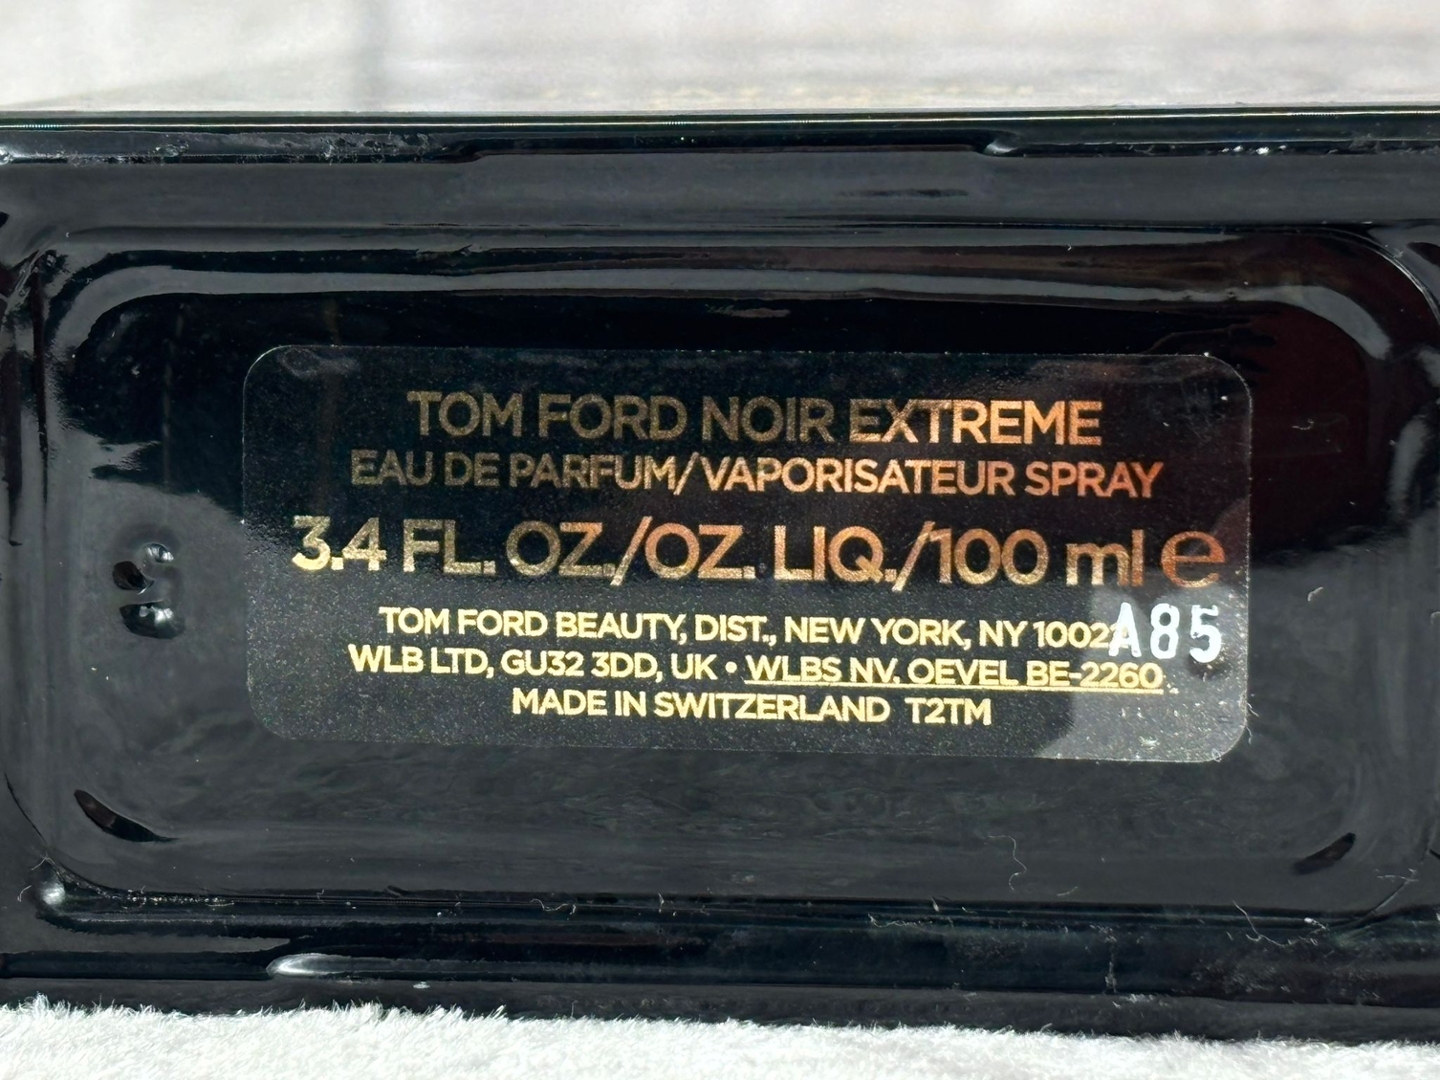 TOM FORD NOIR EXTREME
EAU DE PARFUM/VAPORISATEUR SPRAY
3.4 FL. OZ./OZ. LIQ./100 ml e
TOM FORD BEAUTY, DIST., NEW YORK, NY 10022
A85
WLB LTD, GU32 3DD, UK • WLBS NV. OEVEL BE-2260
MADE IN SWITZERLAND T2TM